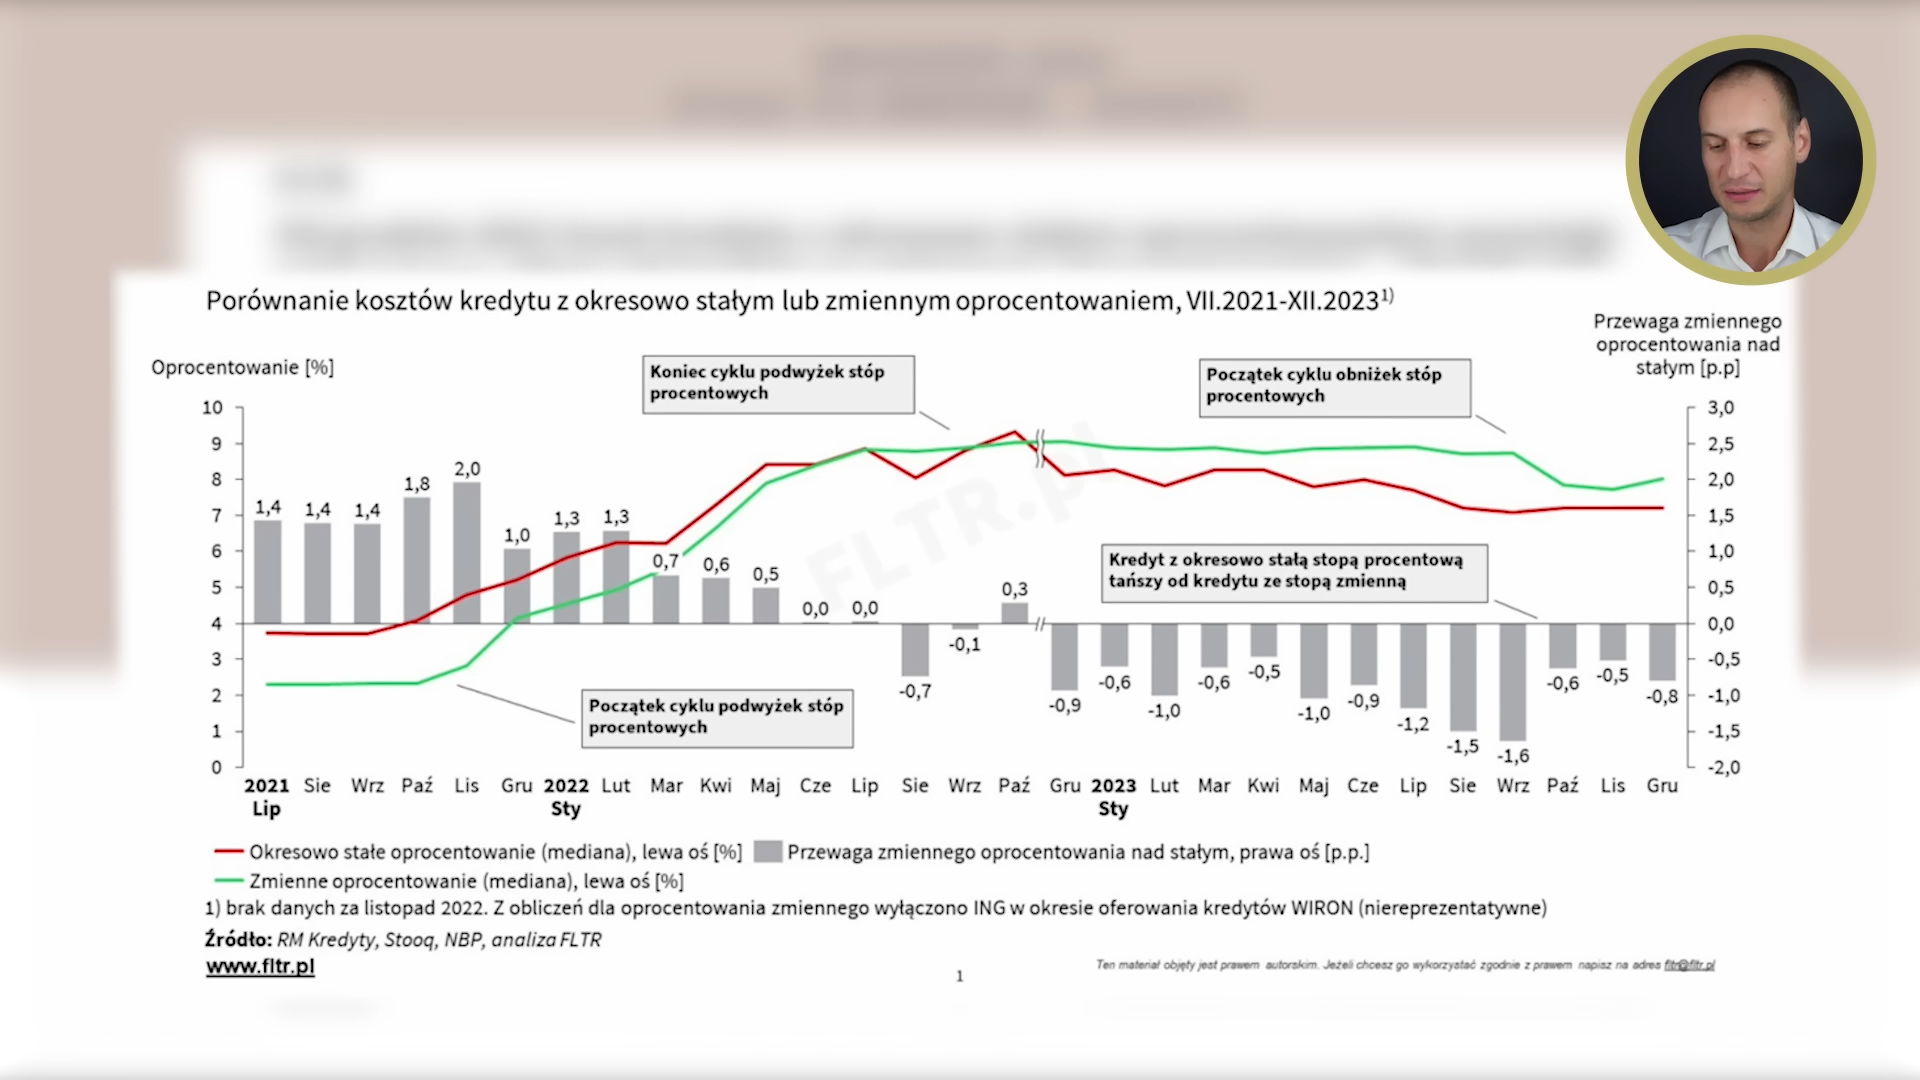 Porównanie kosztów kredytu z okresowo stałym lub zmiennym oprocentowaniem, VII.2021-XII.2023¹⁾
Przewaga zmiennego
oprocentowania nad
stałym [p.p]
Oprocentowanie [%]
Koniec cyklu podwyżek stóp
procentowych
Początek cyklu obniżek stóp
procentowych
10
9
8
7
6
5
4
3
2
1
0
3,0
2,5
2,0
1,5
1,0
0,5
0,0
-0,5
-1,0
-1,5
-2,0
1,4 1,4 1,4 1,8 2,0 1,0 1,3 1,3 0,7 0,6 0,5 0,0 0,0 -0,7 -0,1 0,3 -0,9 -0,6 -1,0 -0,6 -0,5 -1,0 -0,9 -1,2 -1,5 -1,6 -0,6 -0,5 -0,8
FLTR.pl
Kredyt z okresowo stałą stopą procentową
tańszy od kredytu ze stopą zmienną
Początek cyklu podwyżek stóp
procentowych
2021 Sie Wrz Paź Lis Gru 2022 Lut Mar Kwi Maj Cze Lip Sie Wrz Paź Gru 2023 Lut Mar Kwi Maj Cze Lip Sie Wrz Paź Lis Gru
Lip Sty Sty
Okresowo stałe oprocentowanie (mediana), lewa oś [%] Przewaga zmiennego oprocentowania nad stałym, prawa oś [p.p.]
Zmienne oprocentowanie (mediana), lewa oś [%]
1) brak danych za listopad 2022. Z obliczeń dla oprocentowania zmiennego wyłączono ING w okresie oferowania kredytów WIRON (niereprezentatywne)
Źródło: RM Kredyty, Stooq, NBP, analiza FLTR
www.fltr.pl
1
Ten materiał objęty jest prawem autorskim. Jeżeli chcesz go wykorzystać zgodnie z prawem napisz na adres fltr@fltr.pl